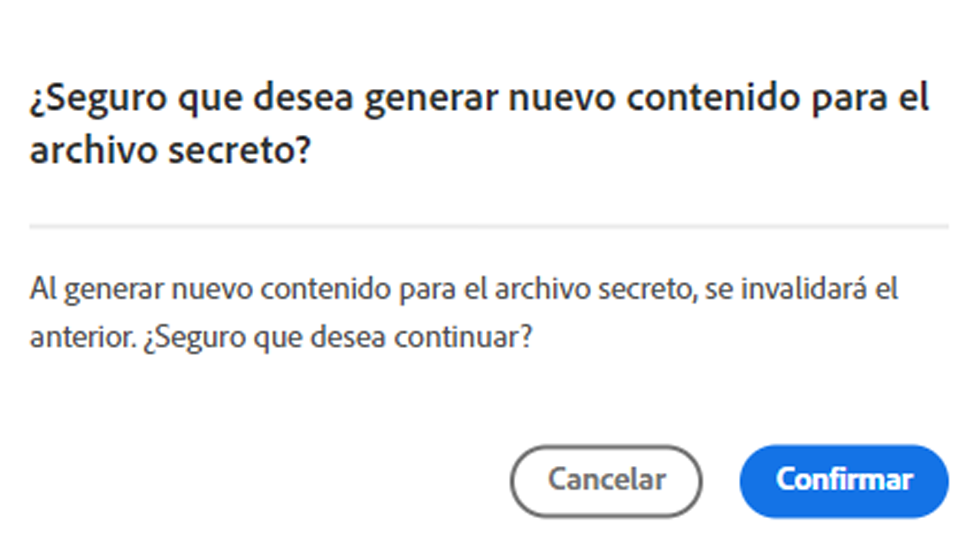 ¿Seguro que desea generar nuevo contenido para el
archivo secreto?
Al generar nuevo contenido para el archivo secreto, se invalidará el
anterior. ¿Seguro que desea continuar?
Cancelar
Confirmar